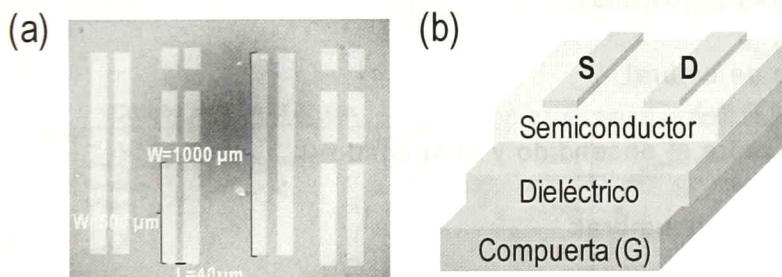 (a)
W=1000 µm
W=500 µm
L=40µm
(b)
S D
Semiconductor
Dieléctrico
Compuerta (G)